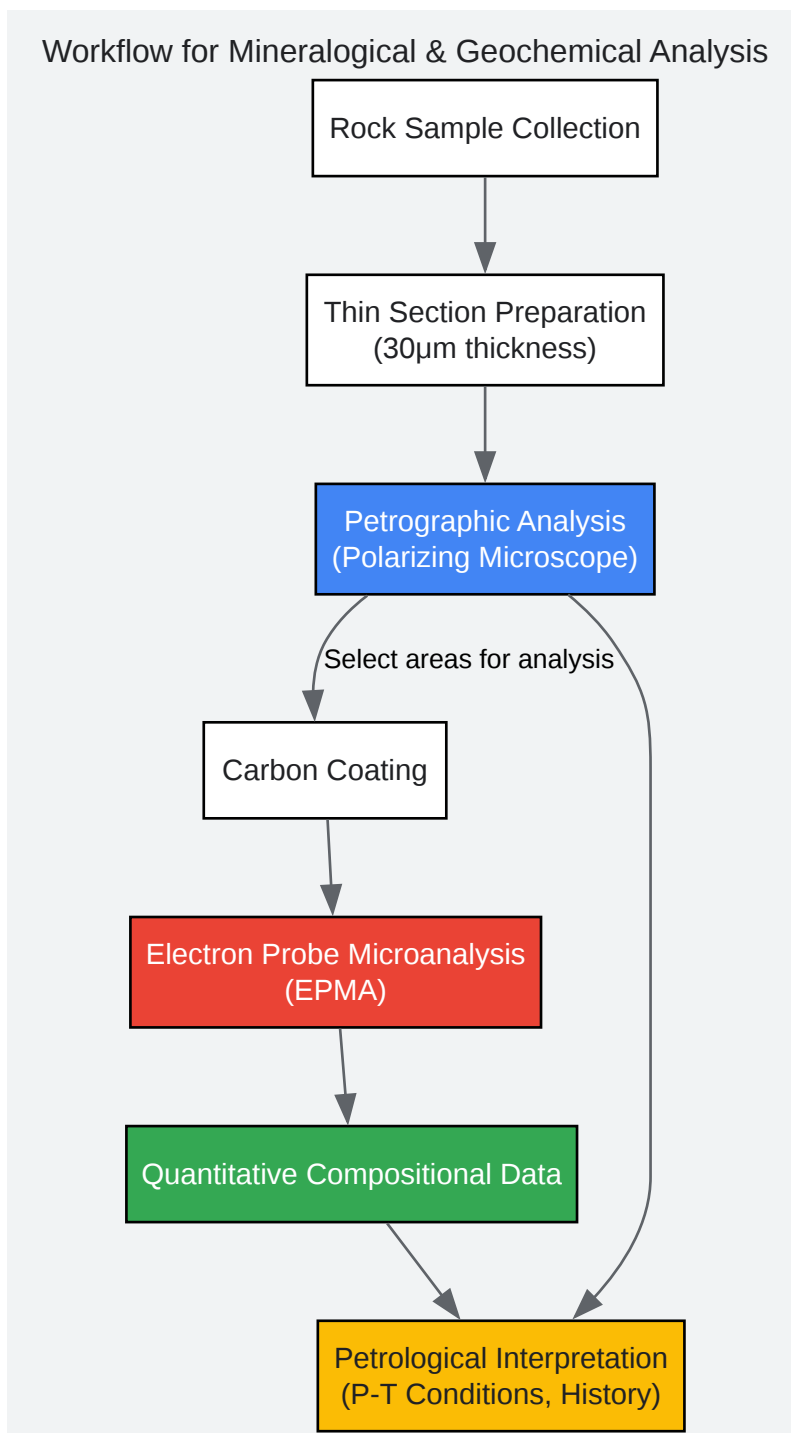 Workflow for Mineralogical & Geochemical Analysis
Rock Sample Collection
Thin Section Preparation
(30μm thickness)
Petrographic Analysis
(Polarizing Microscope)
Select areas for analysis
Carbon Coating
Electron Probe Microanalysis
(EPMA)
Quantitative Compositional Data
Petrological Interpretation
(P-T Conditions, History)